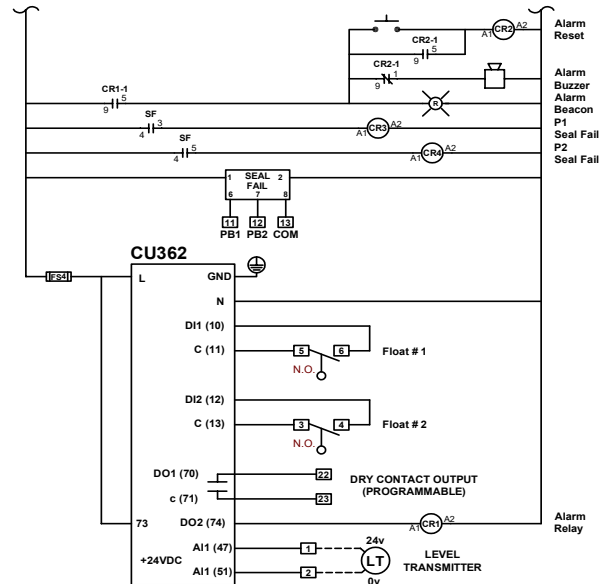 CR2
A1
A2
Alarm
Reset
CR2-1
9
5
CR2-1
9
1
Alarm
Buzzer
CR1-1
9
5
R
Alarm
Beacon
SF
4
3
CR3
A1
A2
P1
Seal Fail
SF
4
5
CR4
A1
A2
P2
Seal Fail
1 SEAL 2
FAIL
6 7 8
11 12 13
PB1 PB2 COM
CU362
FS4
L
GND
N
DI1 (10)
C (11)
5
6
Float # 1
N.O.
DI2 (12)
C (13)
3
4
Float # 2
N.O.
DO1 (70)
22
DRY CONTACT OUTPUT
(PROGRAMMABLE)
c (71)
23
73
DO2 (74)
CR1
A1
A2
Alarm
Relay
+24VDC
AI1 (47)
1
24v
LT
LEVEL
TRANSMITTER
AI1 (51)
2
0v